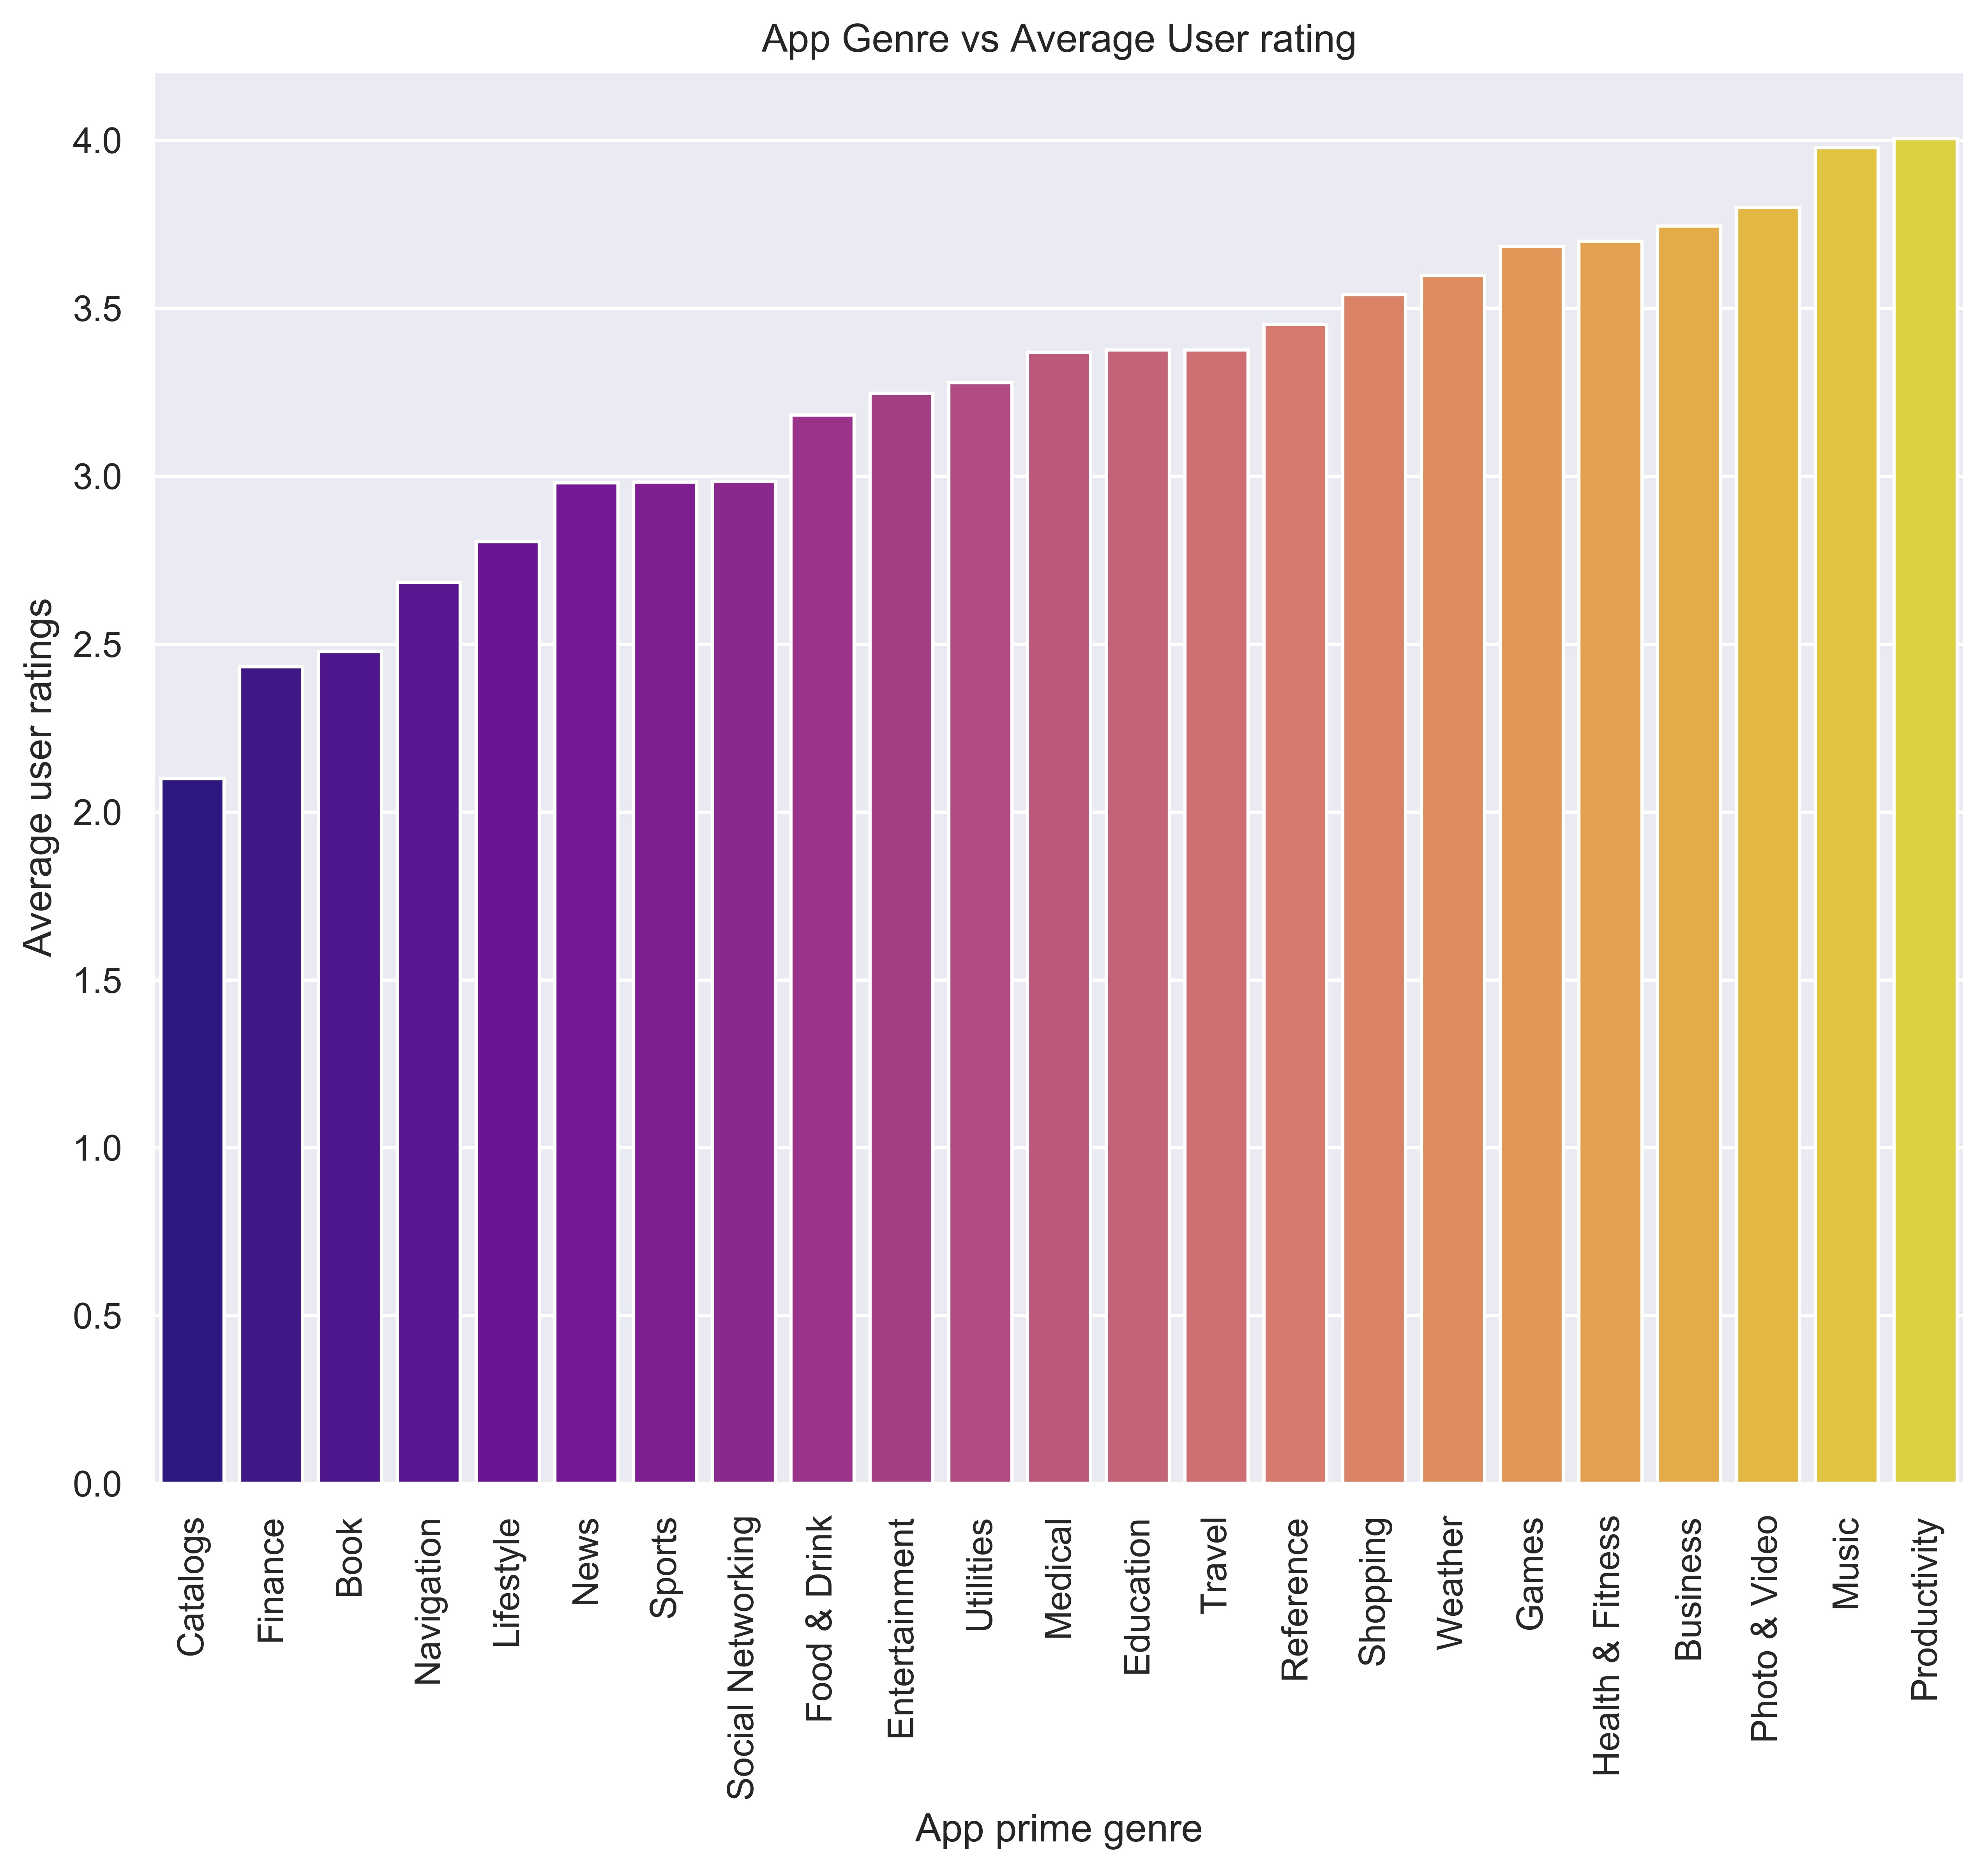 App Genre vs Average User rating
Average user ratings
4.0
3.5
3.0
2.5
2.0
1.5
1.0
0.5
0.0
Catalogs
Finance
Book
Navigation
Lifestyle
News
Sports
Social Networking
Food & Drink
Entertainment
Utilities
Medical
Education
Travel
Reference
Shopping
Weather
Games
Health & Fitness
Business
Photo & Video
Music
Productivity
App prime genre